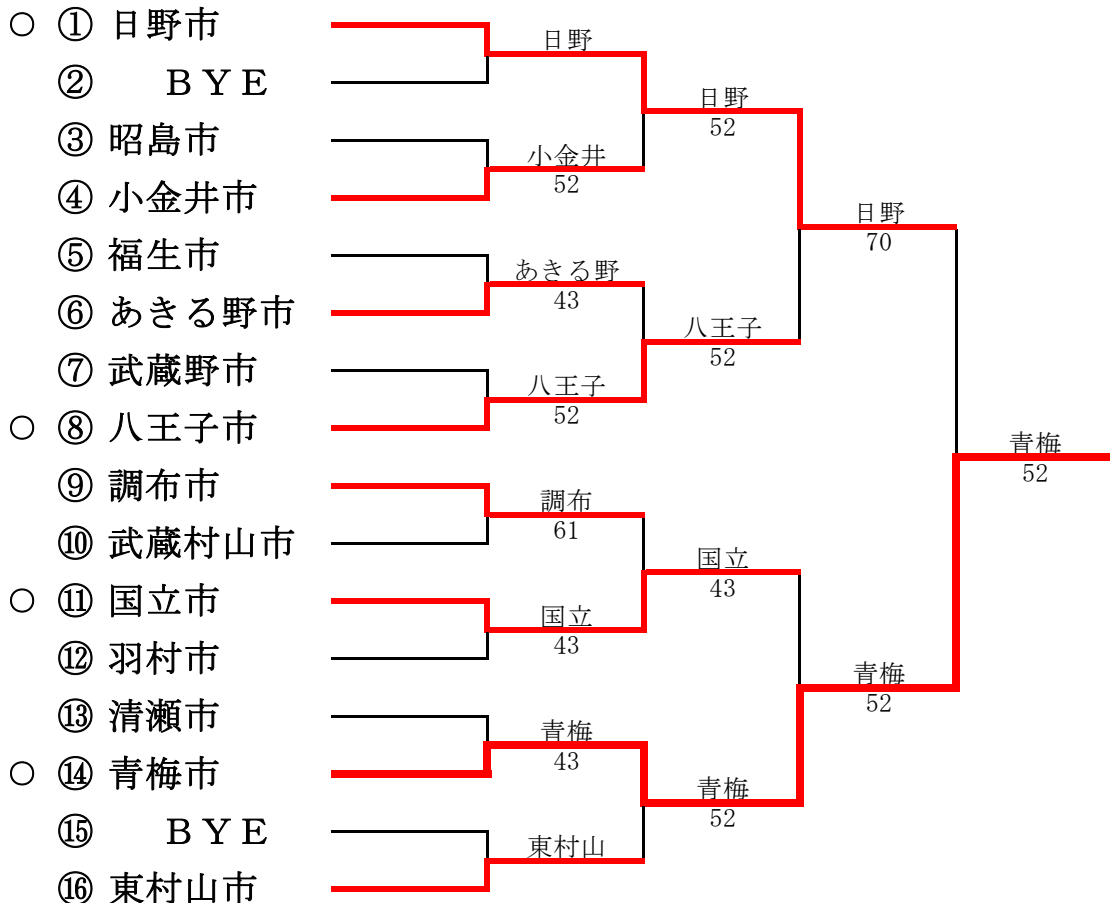 ○ ① 日野市
② ＢＹＥ
③ 昭島市
④ 小金井市
⑤ 福生市
⑥ あきる野市
⑦ 武蔵野市
○ ⑧ 八王子市
⑨ 調布市
⑩ 武蔵村山市
○ ⑪ 国立市
⑫ 羽村市
⑬ 清瀬市
○ ⑭ 青梅市
⑮ ＢＹＥ
⑯ 東村山市
日野
小金井
52
あきる野
43
八王子
52
調布
61
国立
43
青梅
43
東村山
日野
52
八王子
52
国立
43
青梅
52
日野
70
青梅
52
青梅
52